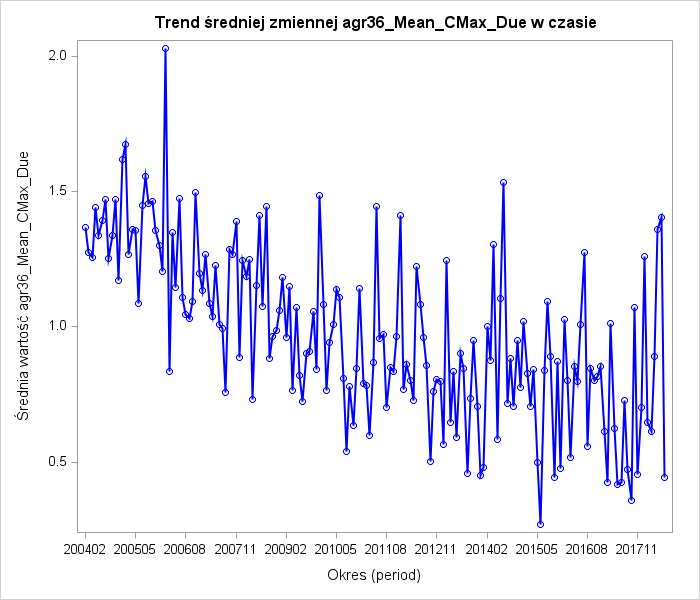 Trend średniej zmiennej agr36_Mean_CMax_Due w czasie
Średnia wartość agr36_Mean_CMax_Due
2.0
1.5
1.0
0.5
200402 200505 200608 200711 200902 201005 201108 201211 201402 201505 201608 201711
Okres (period)